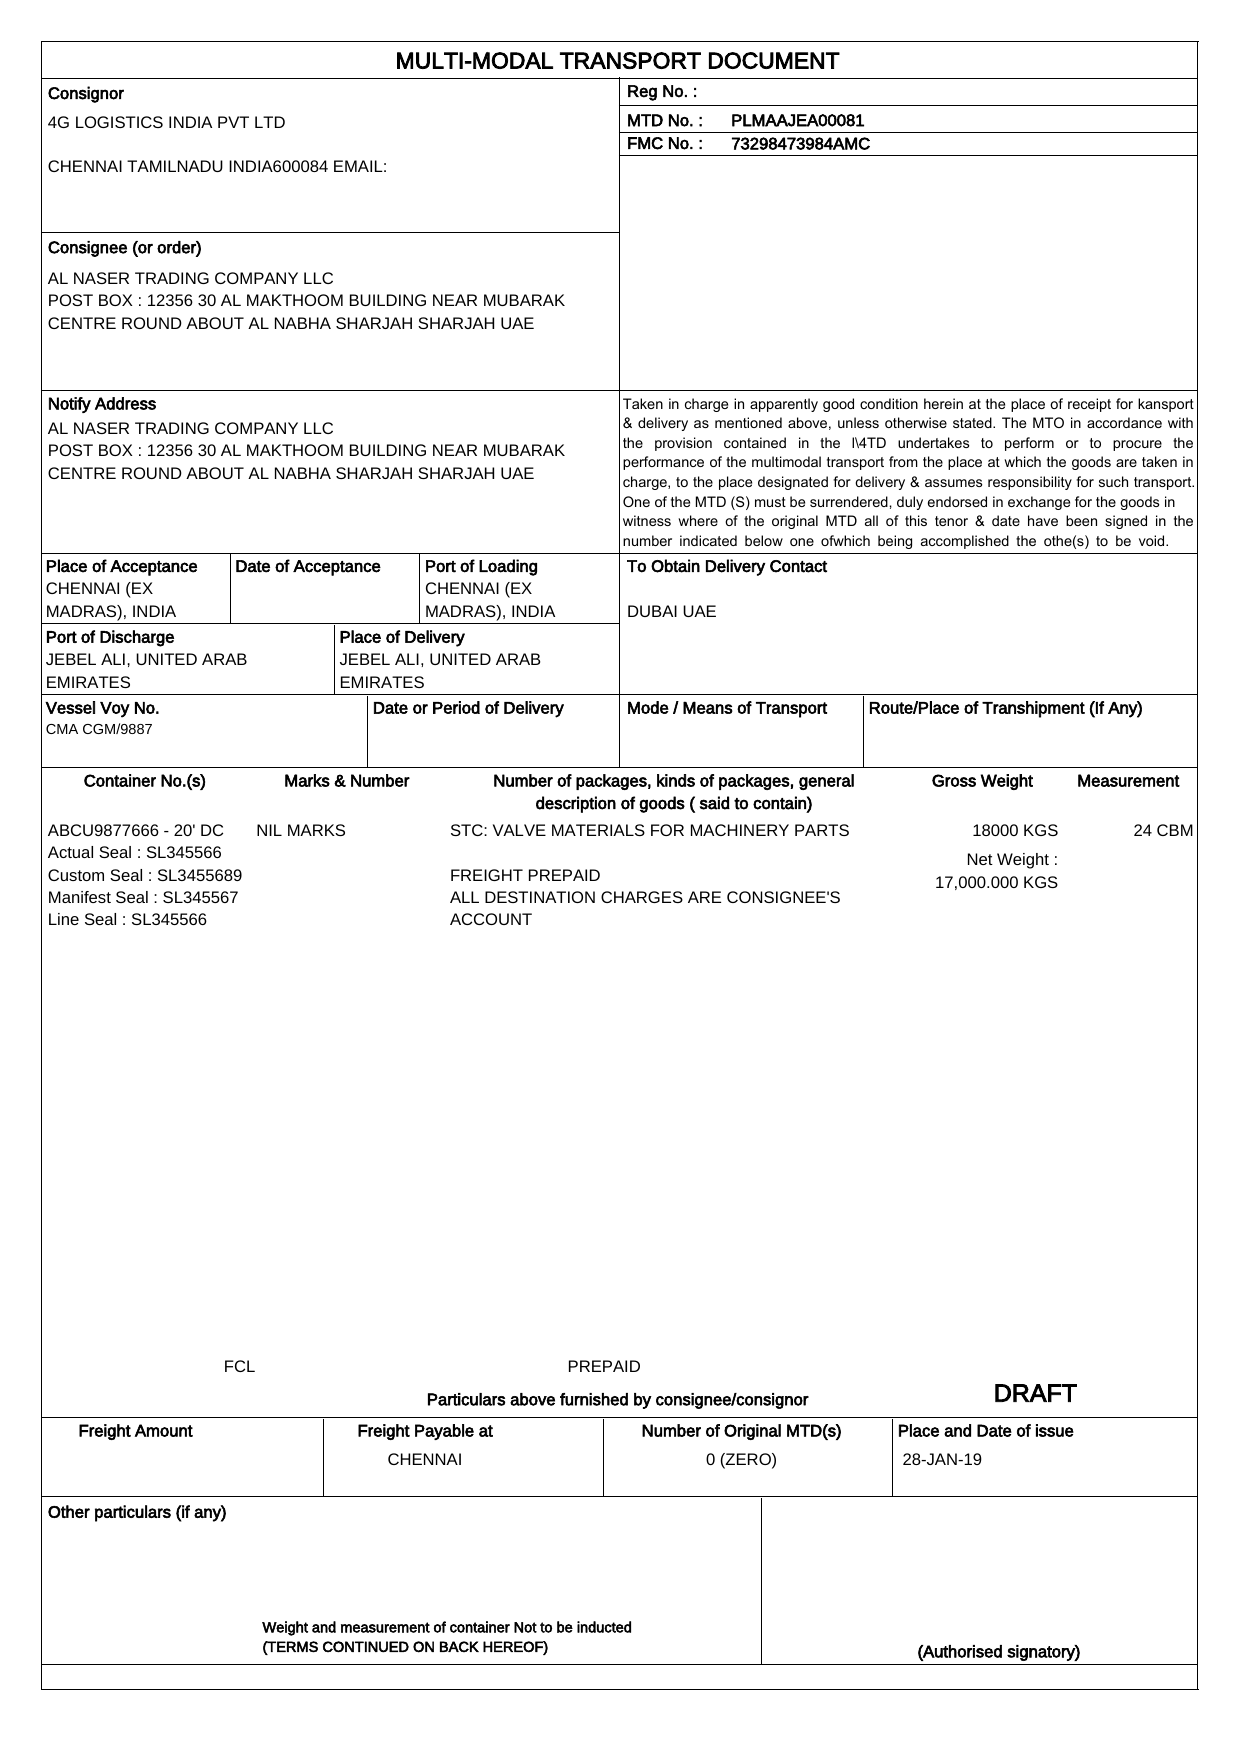 MULTI-MODAL TRANSPORT DOCUMENT
Consignor
4G LOGISTICS INDIA PVT LTD
CHENNAI TAMILNADU INDIA600084 EMAIL:
Reg No. :
MTD No. : PLMAAJEA00081
FMC No. : 73298473984AMC
Consignee (or order)
AL NASER TRADING COMPANY LLC
POST BOX : 12356 30 AL MAKTHOOM BUILDING NEAR MUBARAK
CENTRE ROUND ABOUT AL NABHA SHARJAH SHARJAH UAE
Notify Address
AL NASER TRADING COMPANY LLC
POST BOX : 12356 30 AL MAKTHOOM BUILDING NEAR MUBARAK
CENTRE ROUND ABOUT AL NABHA SHARJAH SHARJAH UAE
Taken in charge in apparently good condition herein at the place of receipt for kansport
& delivery as mentioned above, unless otherwise stated. The MTO in accordance with
the provision contained in the l\4TD undertakes to perform or to procure the
performance of the multimodal transport from the place at which the goods are taken in
charge, to the place designated for delivery & assumes responsibility for such transport.
One of the MTD (S) must be surrendered, duly endorsed in exchange for the goods in
witness where of the original MTD all of this tenor & date have been signed in the
number indicated below one ofwhich being accomplished the othe(s) to be void.
Place of Acceptance
CHENNAI (EX
MADRAS), INDIA
Date of Acceptance
Port of Loading
CHENNAI (EX
MADRAS), INDIA
To Obtain Delivery Contact
DUBAI UAE
Port of Discharge
JEBEL ALI, UNITED ARAB
EMIRATES
Place of Delivery
JEBEL ALI, UNITED ARAB
EMIRATES
Vessel Voy No.
CMA CGM/9887
Date or Period of Delivery
Mode / Means of Transport
Route/Place of Transhipment (If Any)
Container No.(s)
Marks & Number
Number of packages, kinds of packages, general
description of goods ( said to contain)
Gross Weight
Measurement
ABCU9877666 - 20' DC
Actual Seal : SL345566
Custom Seal : SL3455689
Manifest Seal : SL345567
Line Seal : SL345566
NIL MARKS
STC: VALVE MATERIALS FOR MACHINERY PARTS
FREIGHT PREPAID
ALL DESTINATION CHARGES ARE CONSIGNEE'S
ACCOUNT
18000 KGS
Net Weight :
17,000.000 KGS
24 CBM
FCL
PREPAID
Particulars above furnished by consignee/consignor
DRAFT
Freight Amount
Freight Payable at
CHENNAI
Number of Original MTD(s)
0 (ZERO)
Place and Date of issue
28-JAN-19
Other particulars (if any)
Weight and measurement of container Not to be inducted
(TERMS CONTINUED ON BACK HEREOF)
(Authorised signatory)